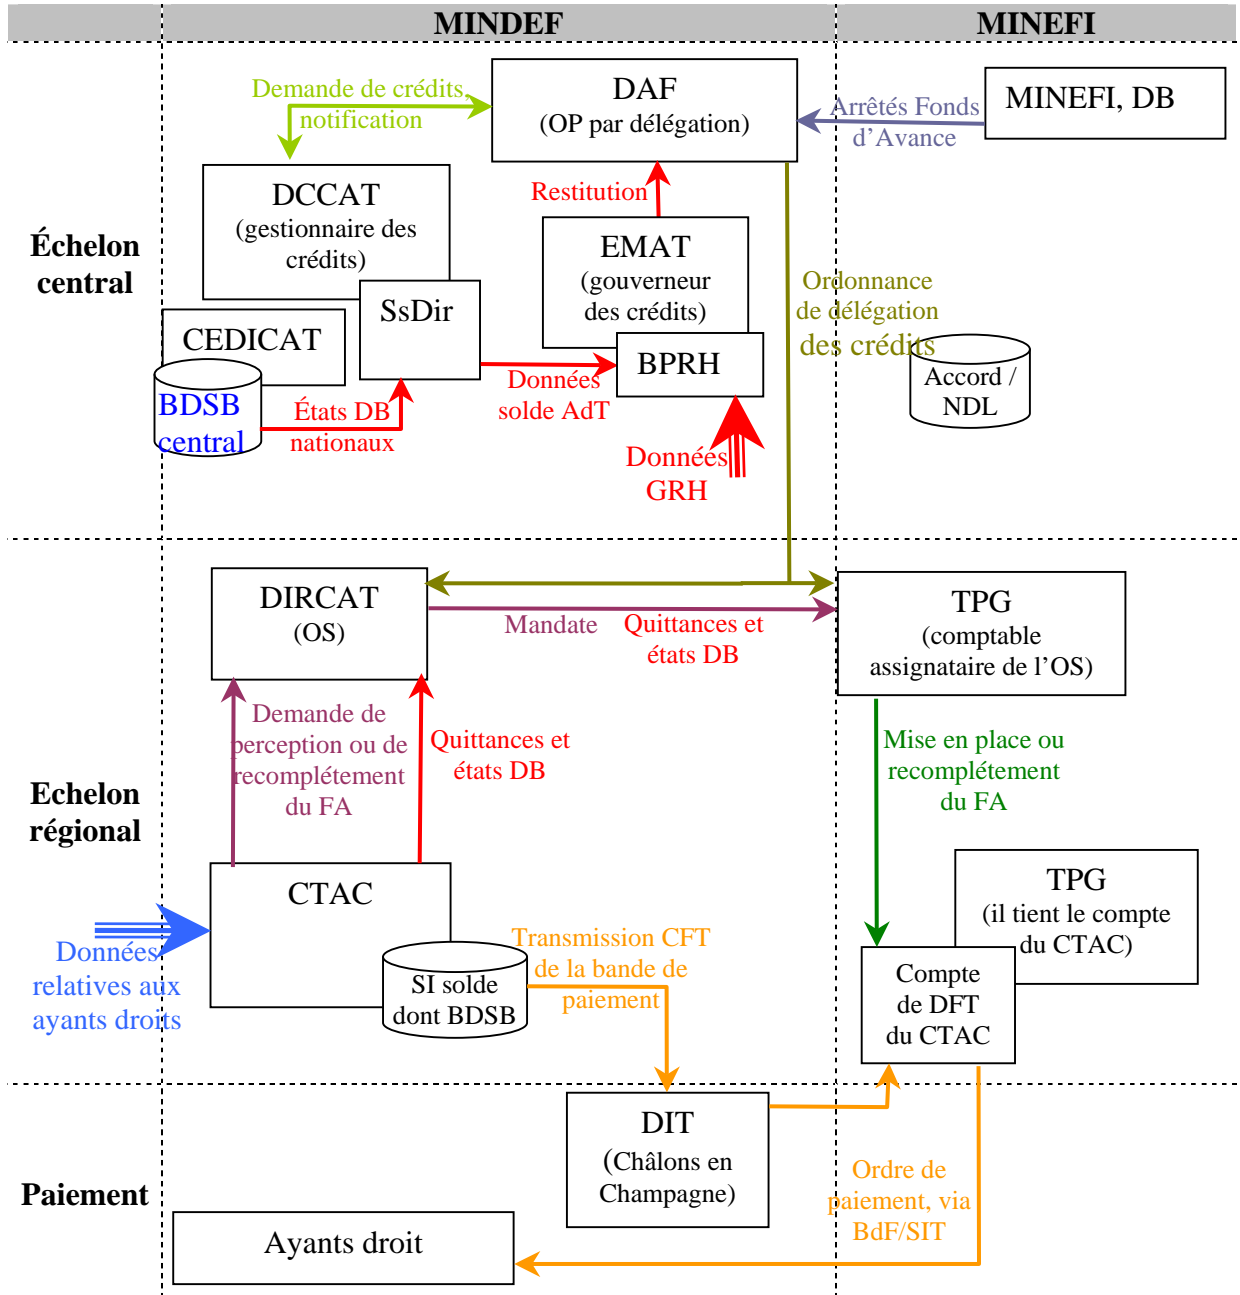 MINDEF
MINEFI
Échelon
central
Demande de crédits,
notification
DAF
(OP par délégation)
Arrêtés Fonds
d’Avance
MINEFI, DB
DCCAT
(gestionnaire des
crédits)
Restitution
EMAT
(gouverneur
des crédits)
SsDir
CEDICAT
BDSB
central
États DB
nationaux
Données
solde AdT
BPRH
Données
GRH
Ordonnance
de délégation
des crédits
Accord /
NDL
Echelon
régional
DIRCAT
(OS)
Mandate
Quittances et
états DB
TPG
(comptable
assignataire de l’OS)
Demande de
perception ou de
recomplétement
du FA
Quittances et
états DB
Mise en place ou
recomplétement
du FA
CTAC
Données
relatives aux
ayants droits
SI solde
dont BDSB
Transmission CFT
de la bande de
paiement
TPG
(il tient le compte
du CTAC)
Compte
de DFT
du CTAC
Paiement
DIT
(Châlons en
Champagne)
Ordre de
paiement, via
BdF/SIT
Ayants droit